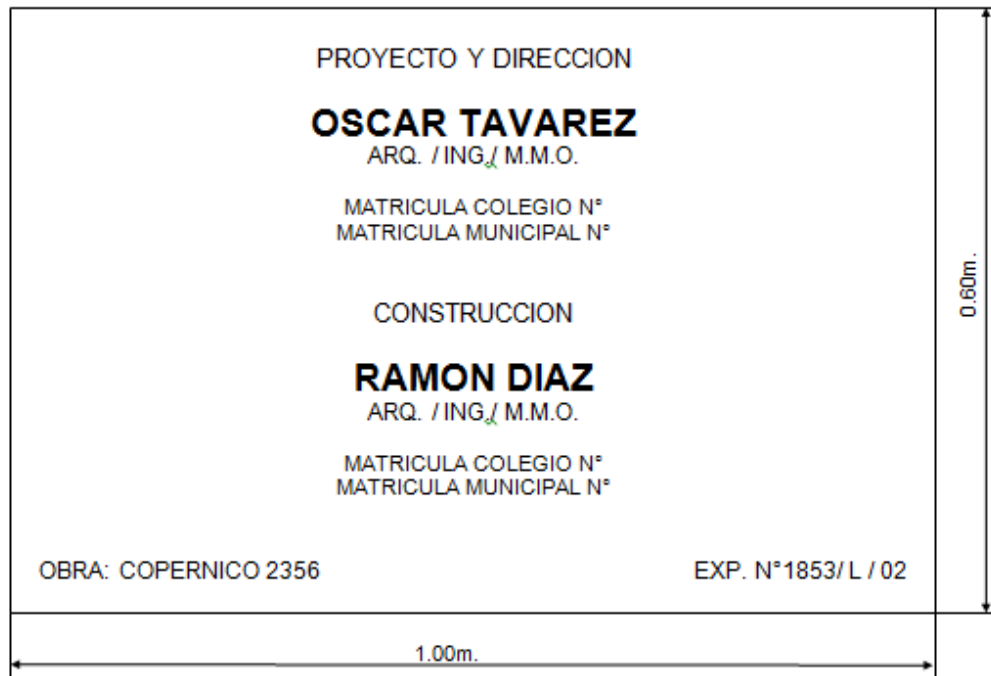 PROYECTO Y DIRECCION
OSCAR TAVAREZ
ARQ. / ING./ M.M.O.
MATRICULA COLEGIO N°
MATRICULA MUNICIPAL N°
CONSTRUCCION
RAMON DIAZ
ARQ. / ING./ M.M.O.
MATRICULA COLEGIO N°
MATRICULA MUNICIPAL N°
OBRA: COPERNICO 2356
EXP. N°1853/ L / 02
0.60m.
1.00m.